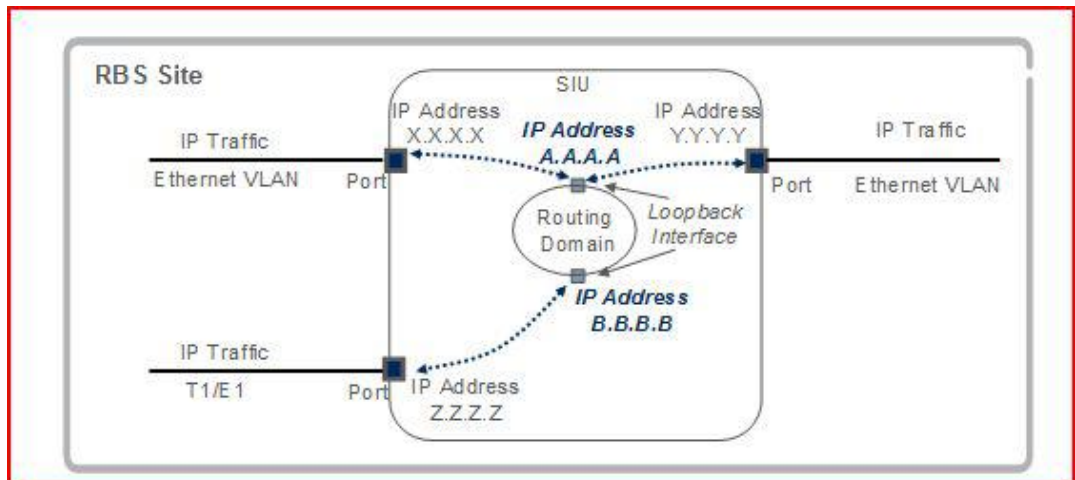 RBS Site
SIU
IP Address
X.X.X.X
IP Address
A.A.A.A
IP Address
Y.Y.Y.Y
IP Traffic
Ethernet VLAN
Port
IP Traffic
Port
Ethernet VLAN
Routing
Domain
Loopback
Interface
IP Address
B.B.B.B
IP Traffic
T1/E1
Port
IP Address
Z.Z.Z.Z